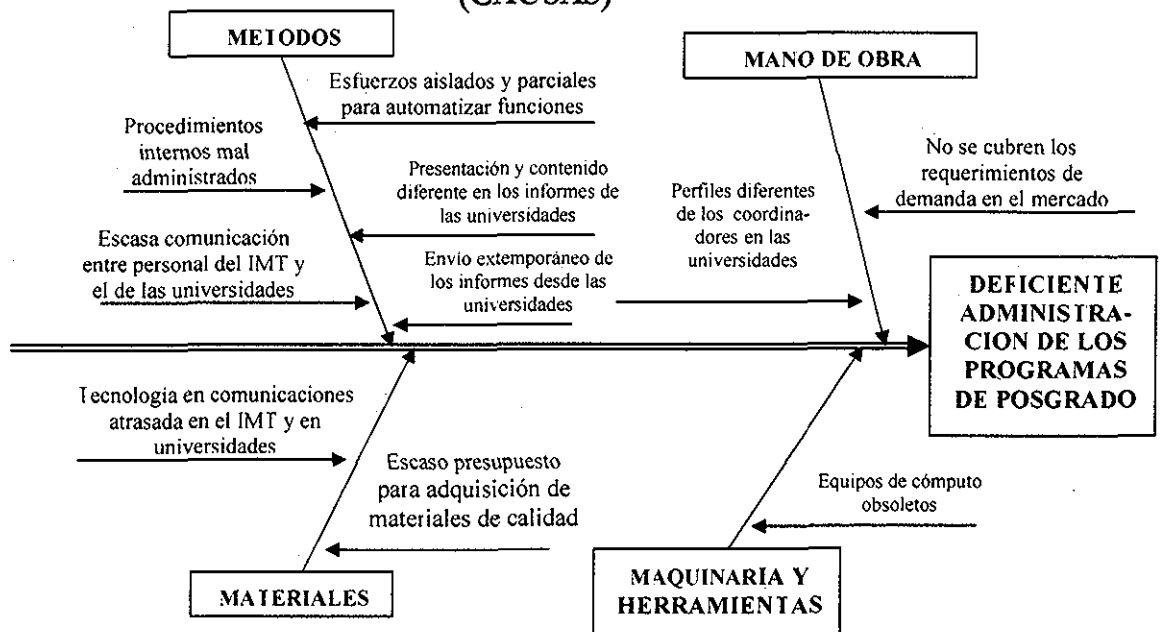 (CAUSAS)
METODOS
MANO DE OBRA
Esfuerzos aislados y parciales
para automatizar funciones
Procedimientos
internos mal
administrados
Presentación y contenido
diferente en los informes de
las universidades
Escasa comunicación
entre personal del IMT y
el de las universidades
Envío extemporáneo de
los informes desde las
universidades
Perfiles diferentes
de los coordina-
dores en las
universidades
No se cubren los
requerimientos de
demanda en el mercado
DEFICIENTE
ADMINISTRA-
CION DE LOS
PROGRAMAS
DE POSGRADO
Tecnología en comunicaciones
atrasada en el IMT y en
universidades
Escaso presupuesto
para adquisición de
materiales de calidad
Equipos de cómputo
obsoletos
MATERIALES
MAQUINARIA Y
HERRAMIENTAS